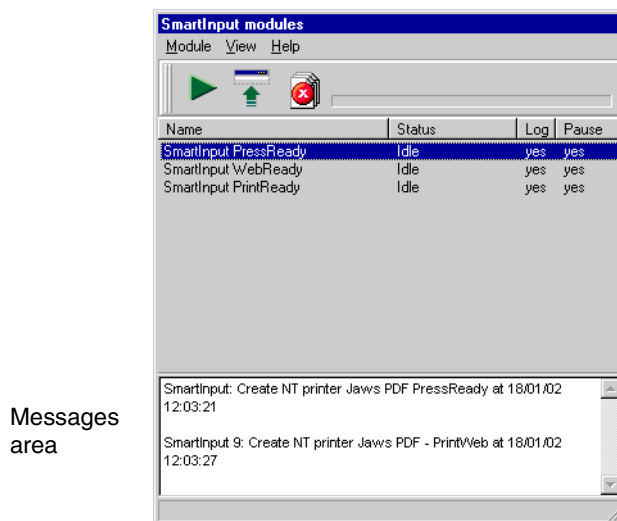 SmartInput modules
Module View Help
Name Status Log Pause
SmartInput PressReady Idle yes yes
SmartInput WebReady Idle yes yes
SmartInput PrintReady Idle yes yes
SmartInput: Create NT printer Jaws PDF PressReady at 18/01/02
12:03:21
SmartInput 9: Create NT printer Jaws PDF - PrintWeb at 18/01/02
12:03:27
Messages
area